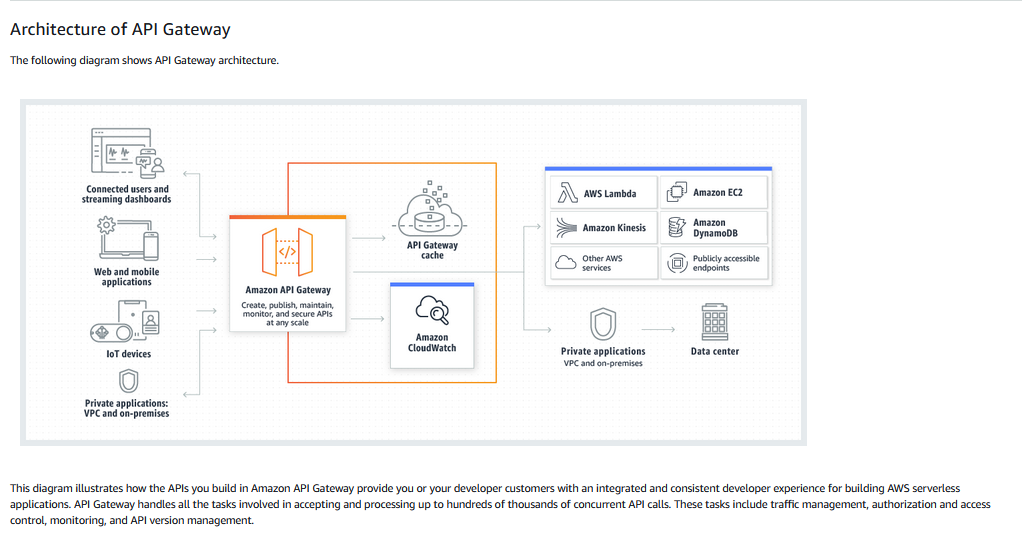 Architecture of API Gateway
The following diagram shows API Gateway architecture.
Connected users and
streaming dashboards
Web and mobile
applications
IoT devices
Private applications:
VPC and on-premises
</>
Amazon API Gateway
Create, publish, maintain,
monitor, and secure APIs
at any scale
API Gateway
cache
Amazon
CloudWatch
AWS Lambda
Amazon EC2
Amazon Kinesis
Amazon
DynamoDB
Other AWS
services
Publicly accessible
endpoints
Private applications
VPC and on-premises
Data center
This diagram illustrates how the APIs you build in Amazon API Gateway provide you or your developer customers with an integrated and consistent developer experience for building AWS serverless
applications. API Gateway handles all the tasks involved in accepting and processing up to hundreds of thousands of concurrent API calls. These tasks include traffic management, authorization and access
control, monitoring, and API version management.